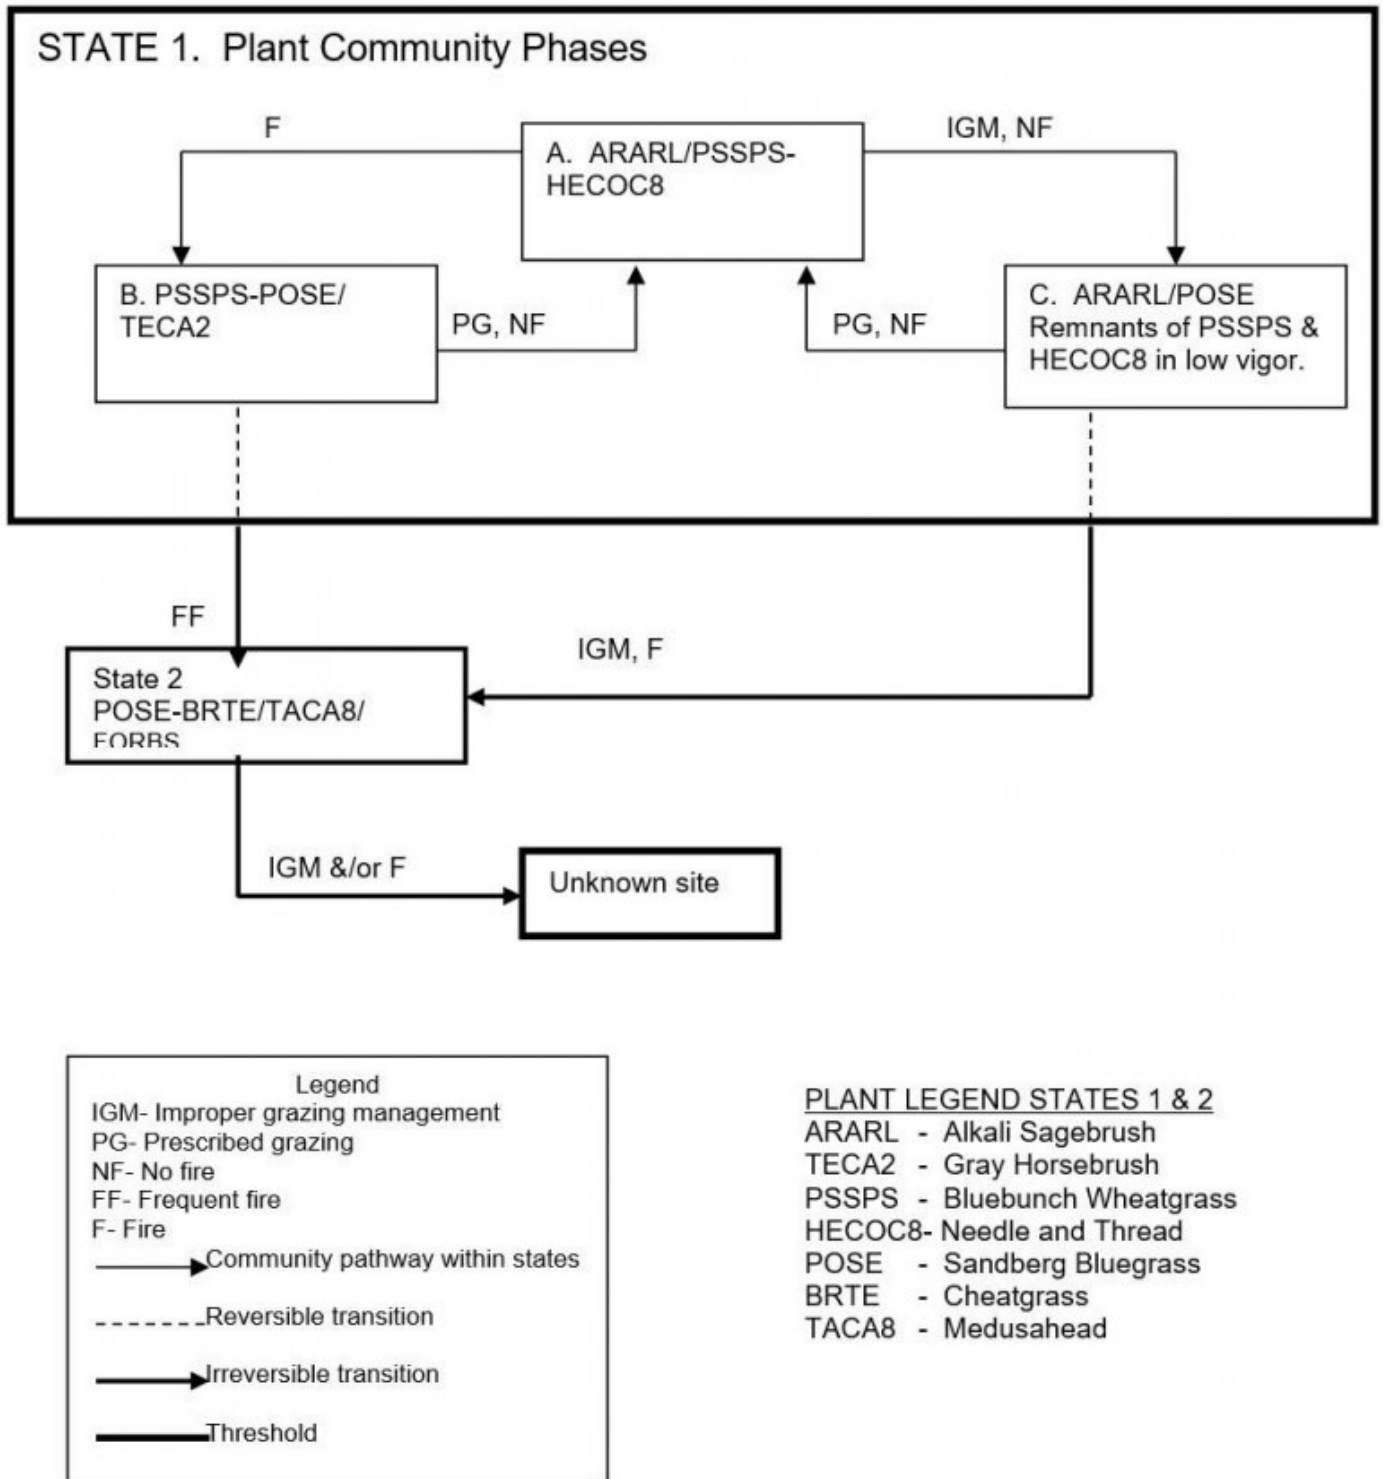 STATE 1. Plant Community Phases
F
IGM, NF
A. ARARL/PSSPS-
HECOC8
B. PSSPS-POSE/
TECA2
PG, NF
PG, NF
C. ARARL/POSE
Remnants of PSSPS &
HECOC8 in low vigor.
FF
IGM, F
State 2
POSE-BRTE/TACA8/
FORBS
IGM &/or F
Unknown site
Legend
IGM- Improper grazing management
PG- Prescribed grazing
NF- No fire
FF- Frequent fire
F- Fire
Community pathway within states
Reversible transition
Irreversible transition
Threshold
PLANT LEGEND STATES 1 & 2
ARARL - Alkali Sagebrush
TECA2 - Gray Horsebrush
PSSPS - Bluebunch Wheatgrass
HECOC8- Needle and Thread
POSE - Sandberg Bluegrass
BRTE - Cheatgrass
TACA8 - Medusahead